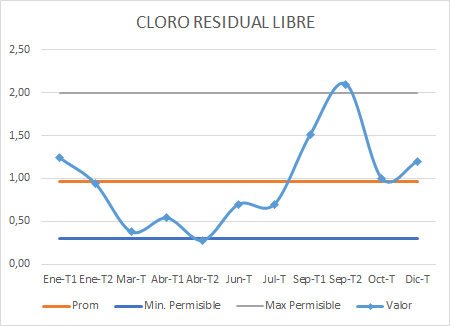 CLORO RESIDUAL LIBRE
2,50
2,00
1,50
1,00
0,50
0,00
Ene-T1 Ene-T2 Mar-T Abr-T1 Abr-T2 Jun-T Jul-T Sep-T1 Sep-T2 Oct-T Dic-T
Prom Min. Permisible Max Permisible Valor